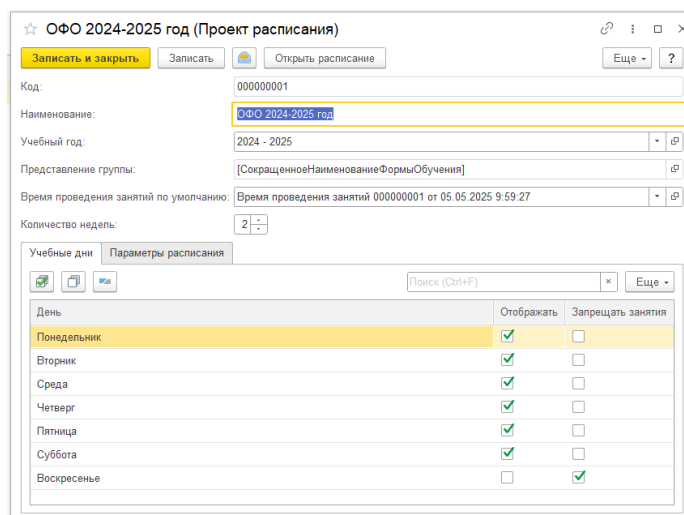 ОФО 2024-2025 год (Проект расписания)
Записать и закрыть Записать Открыть расписание Еще ?
Код: 000000001
Наименование: ОФО 2024-2025 год
Учебный год: 2024 - 2025
Представление группы: [СокращенноеНаименованиеФормыОбучения]
Время проведения занятий по умолчанию: Время проведения занятий 000000001 от 05.05.2025 9:59:27
Количество недель: 2
Учебные дни Параметры расписания
Поиск (Ctrl+F) × Еще
День Отображать Запрещать занятия
Понедельник
Вторник
Среда
Четверг
Пятница
Суббота
Воскресенье